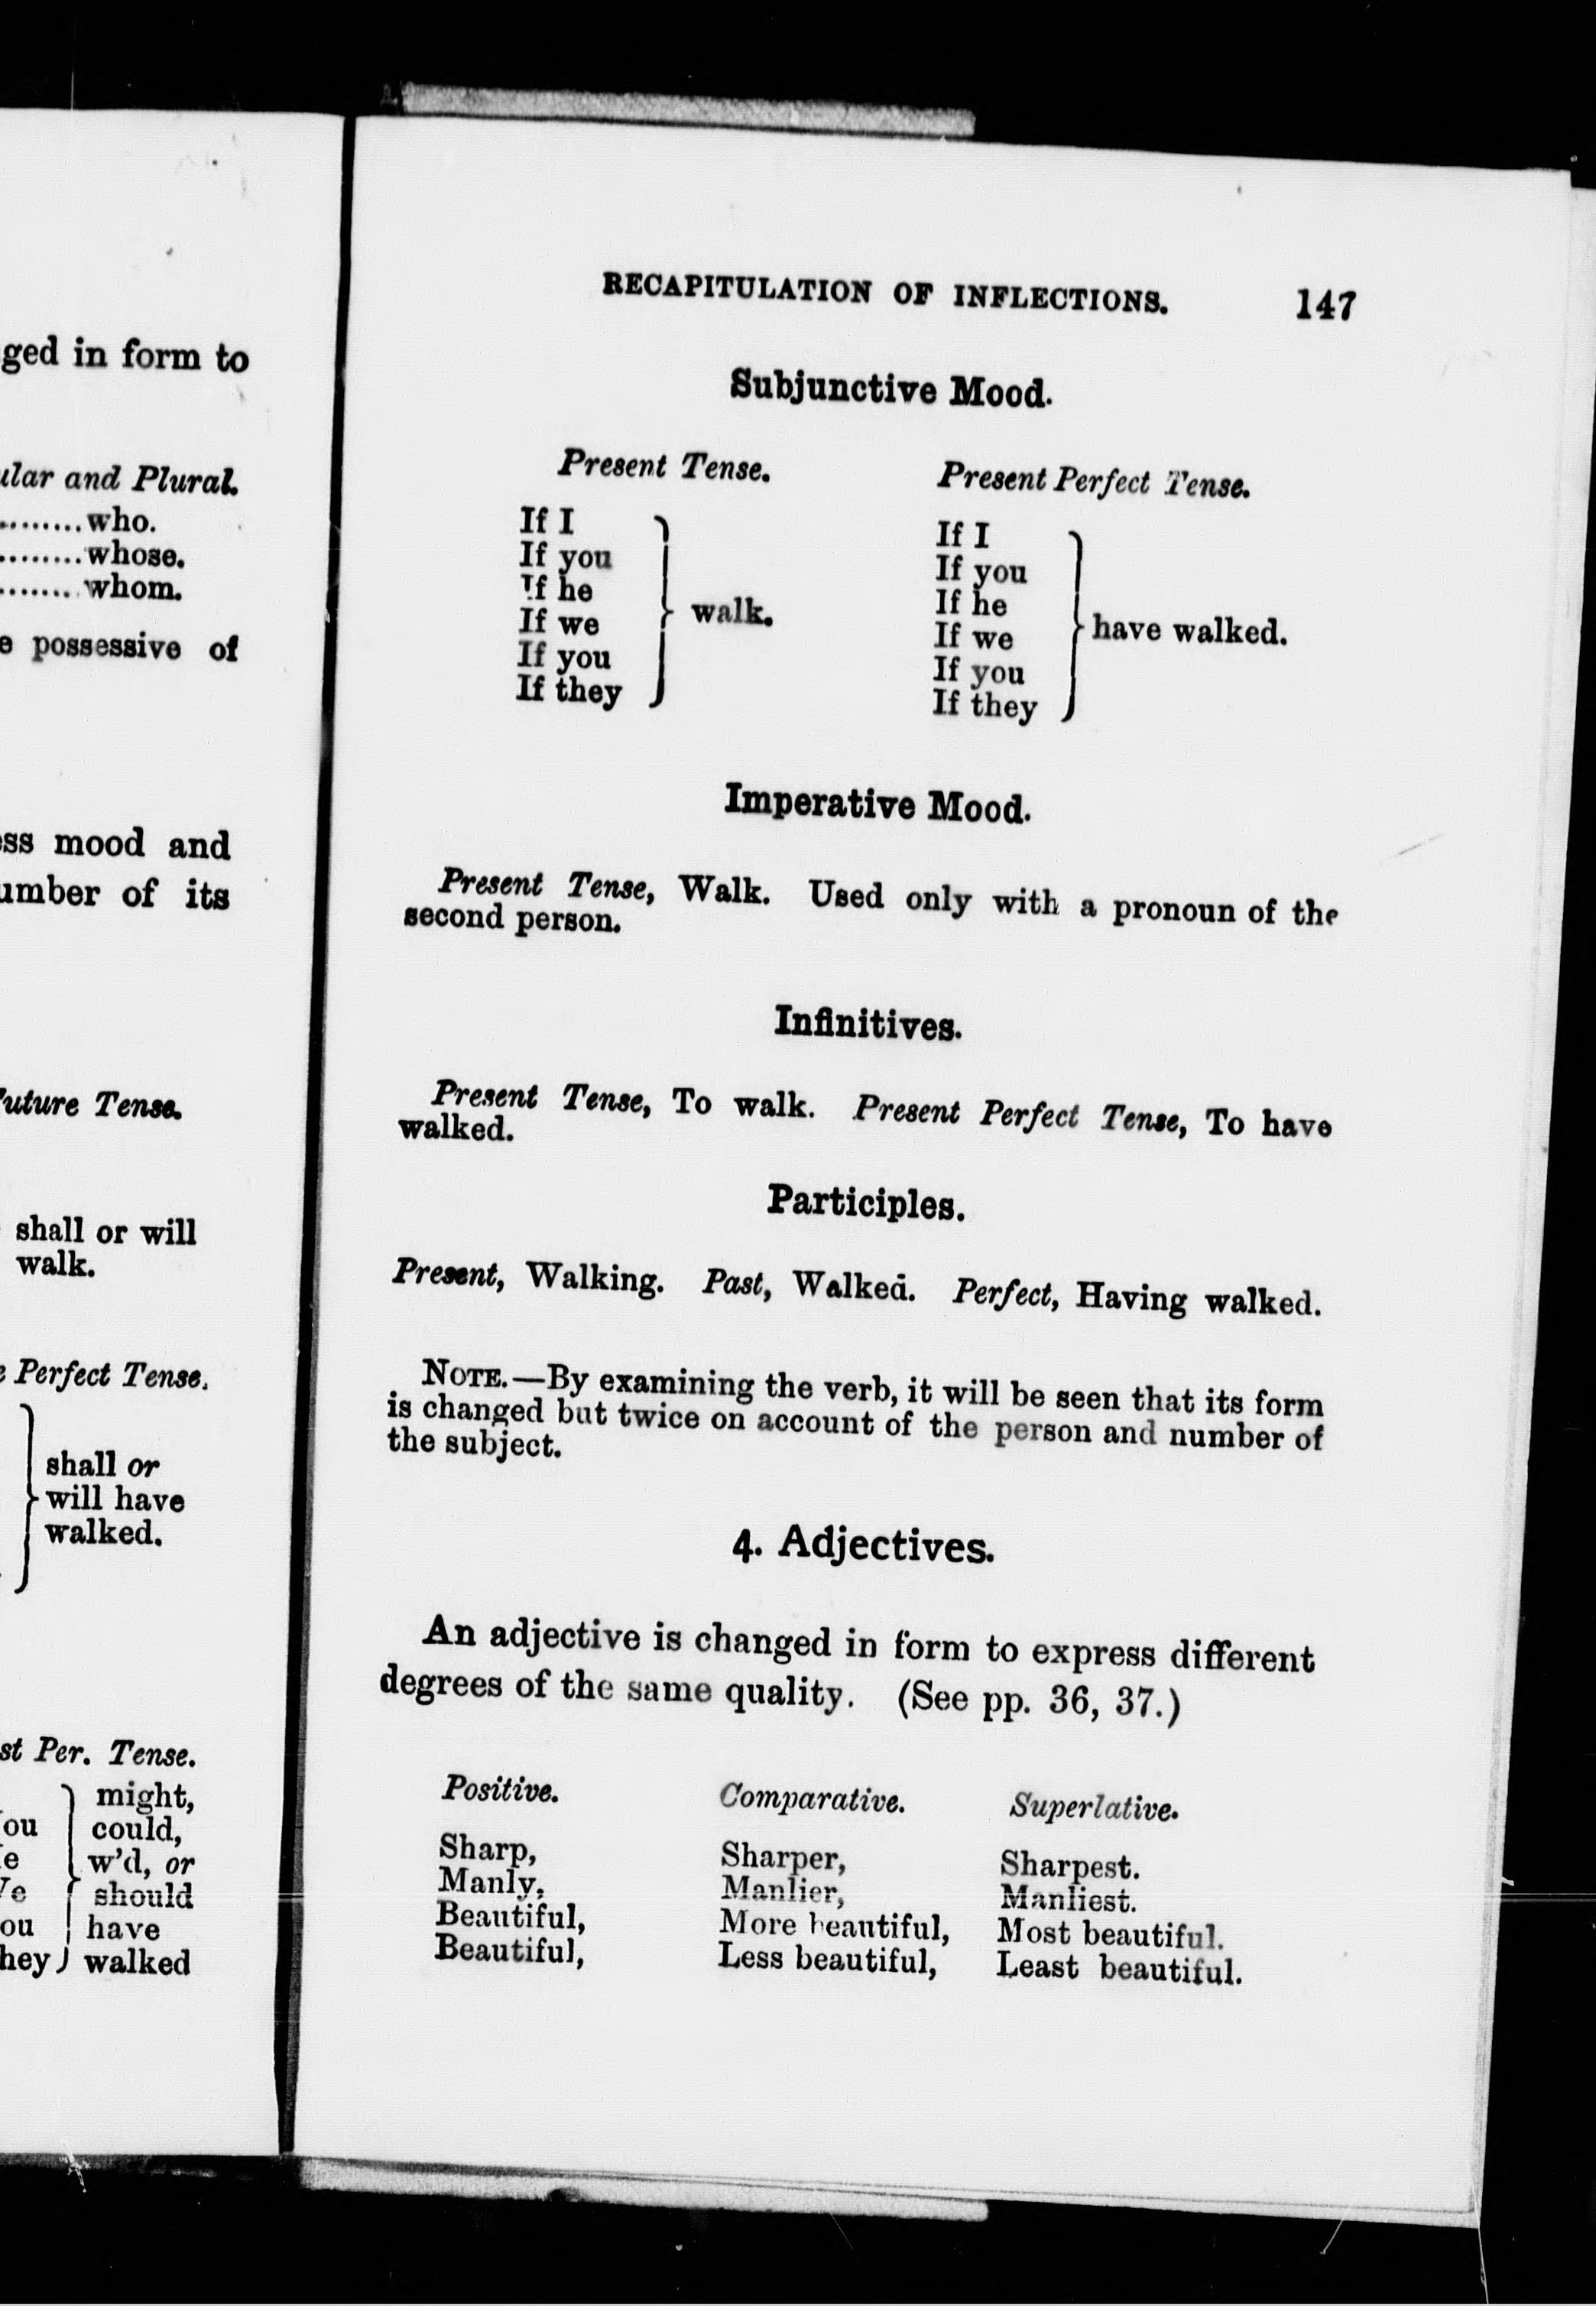 ged in form to
and Plural.
.........who.
.........whose.
........whom.
possessive of
mood and
of its
Tense.
shall or will
walk.
Perfect Tense.
shall or
will have
walked.
Per. Tense.
might,
could,
w'd, or
should
have
walked
RECAPITULATION OF INFLECTIONS. 147
Subjunctive Mood.
Present Tense. Present Perfect Tense.
If I If I
If you If you
If he If he
If we walk. If we have walked.
If you If you
If they If they
Imperative Mood.
Present Tense, Walk. Used only with a pronoun of the
second person.
Infinitives.
Present Tense, To walk. Present Perfect Tense, To have
walked.
Participles.
Present, Walking. Past, Walked. Perfect, Having walked.
NOTE.—By examining the verb, it will be seen that its form
is changed but twice on account of the person and number of
the subject.
4. Adjectives.
An adjective is changed in form to express different
degrees of the same quality. (See pp. 36, 37.)
Positive. Comparative. Superlative.
Sharp, Sharper, Sharpest.
Manly, Manlier, Manliest.
Beautiful, More beautiful, Most beautiful.
Beautiful, Less beautiful, Least beautiful.